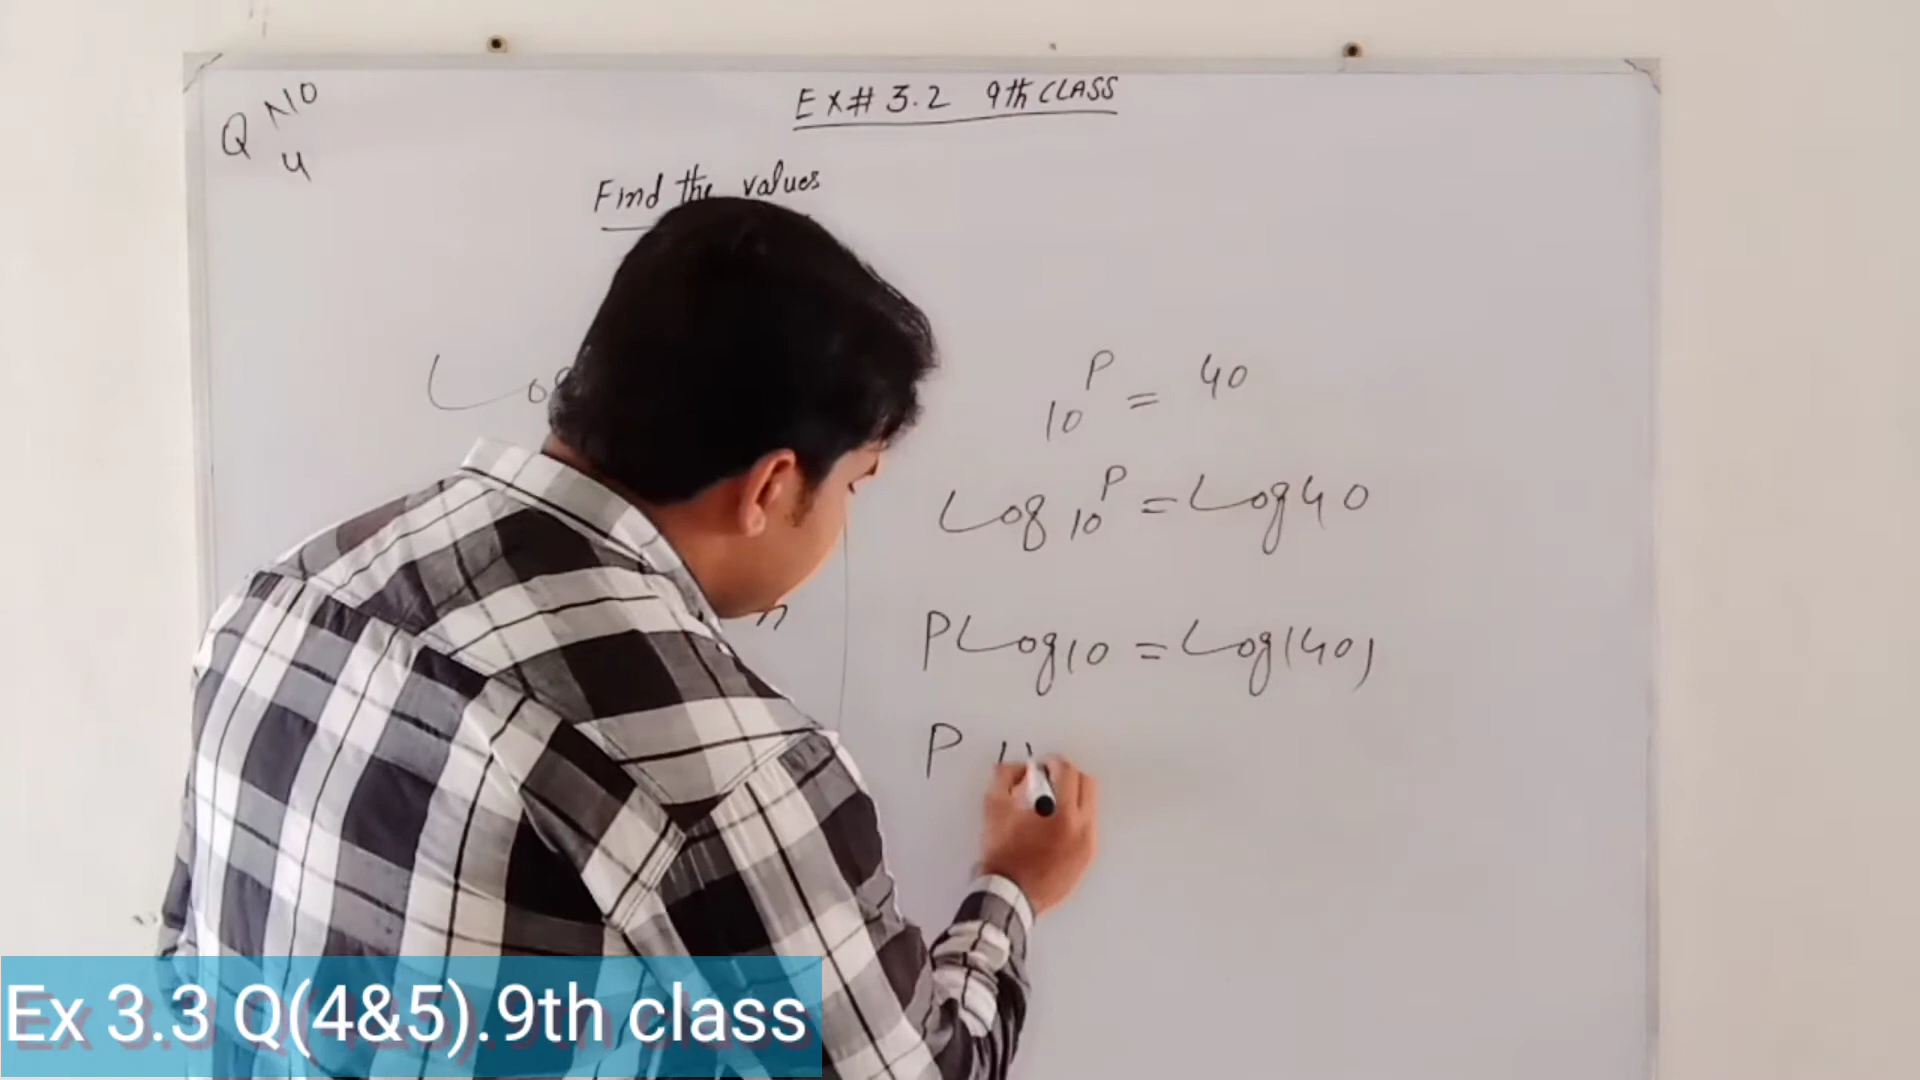 EX# 3.2 9th CLASS
Q NO
4
Find the values
Log
10^P = 40
Log 10^P = Log 40
n
P Log 10 = Log(40)
P
Ex 3.3 Q(4&5).9th class